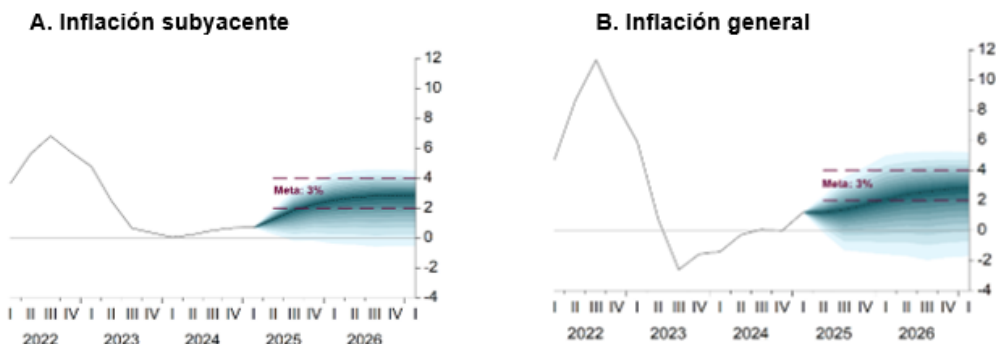 A. Inflación subyacente
12
10
8
6
4
2
0
-2
-4
Meta: 3%
I II III IV I II III IV I II III IV I II III IV I II III IV I
2022 2023 2024 2025 2026
B. Inflación general
12
10
8
6
4
2
0
-2
-4
Meta: 3%
I II III IV I II III IV I II III IV I II III IV I II III IV I
2022 2023 2024 2025 2026